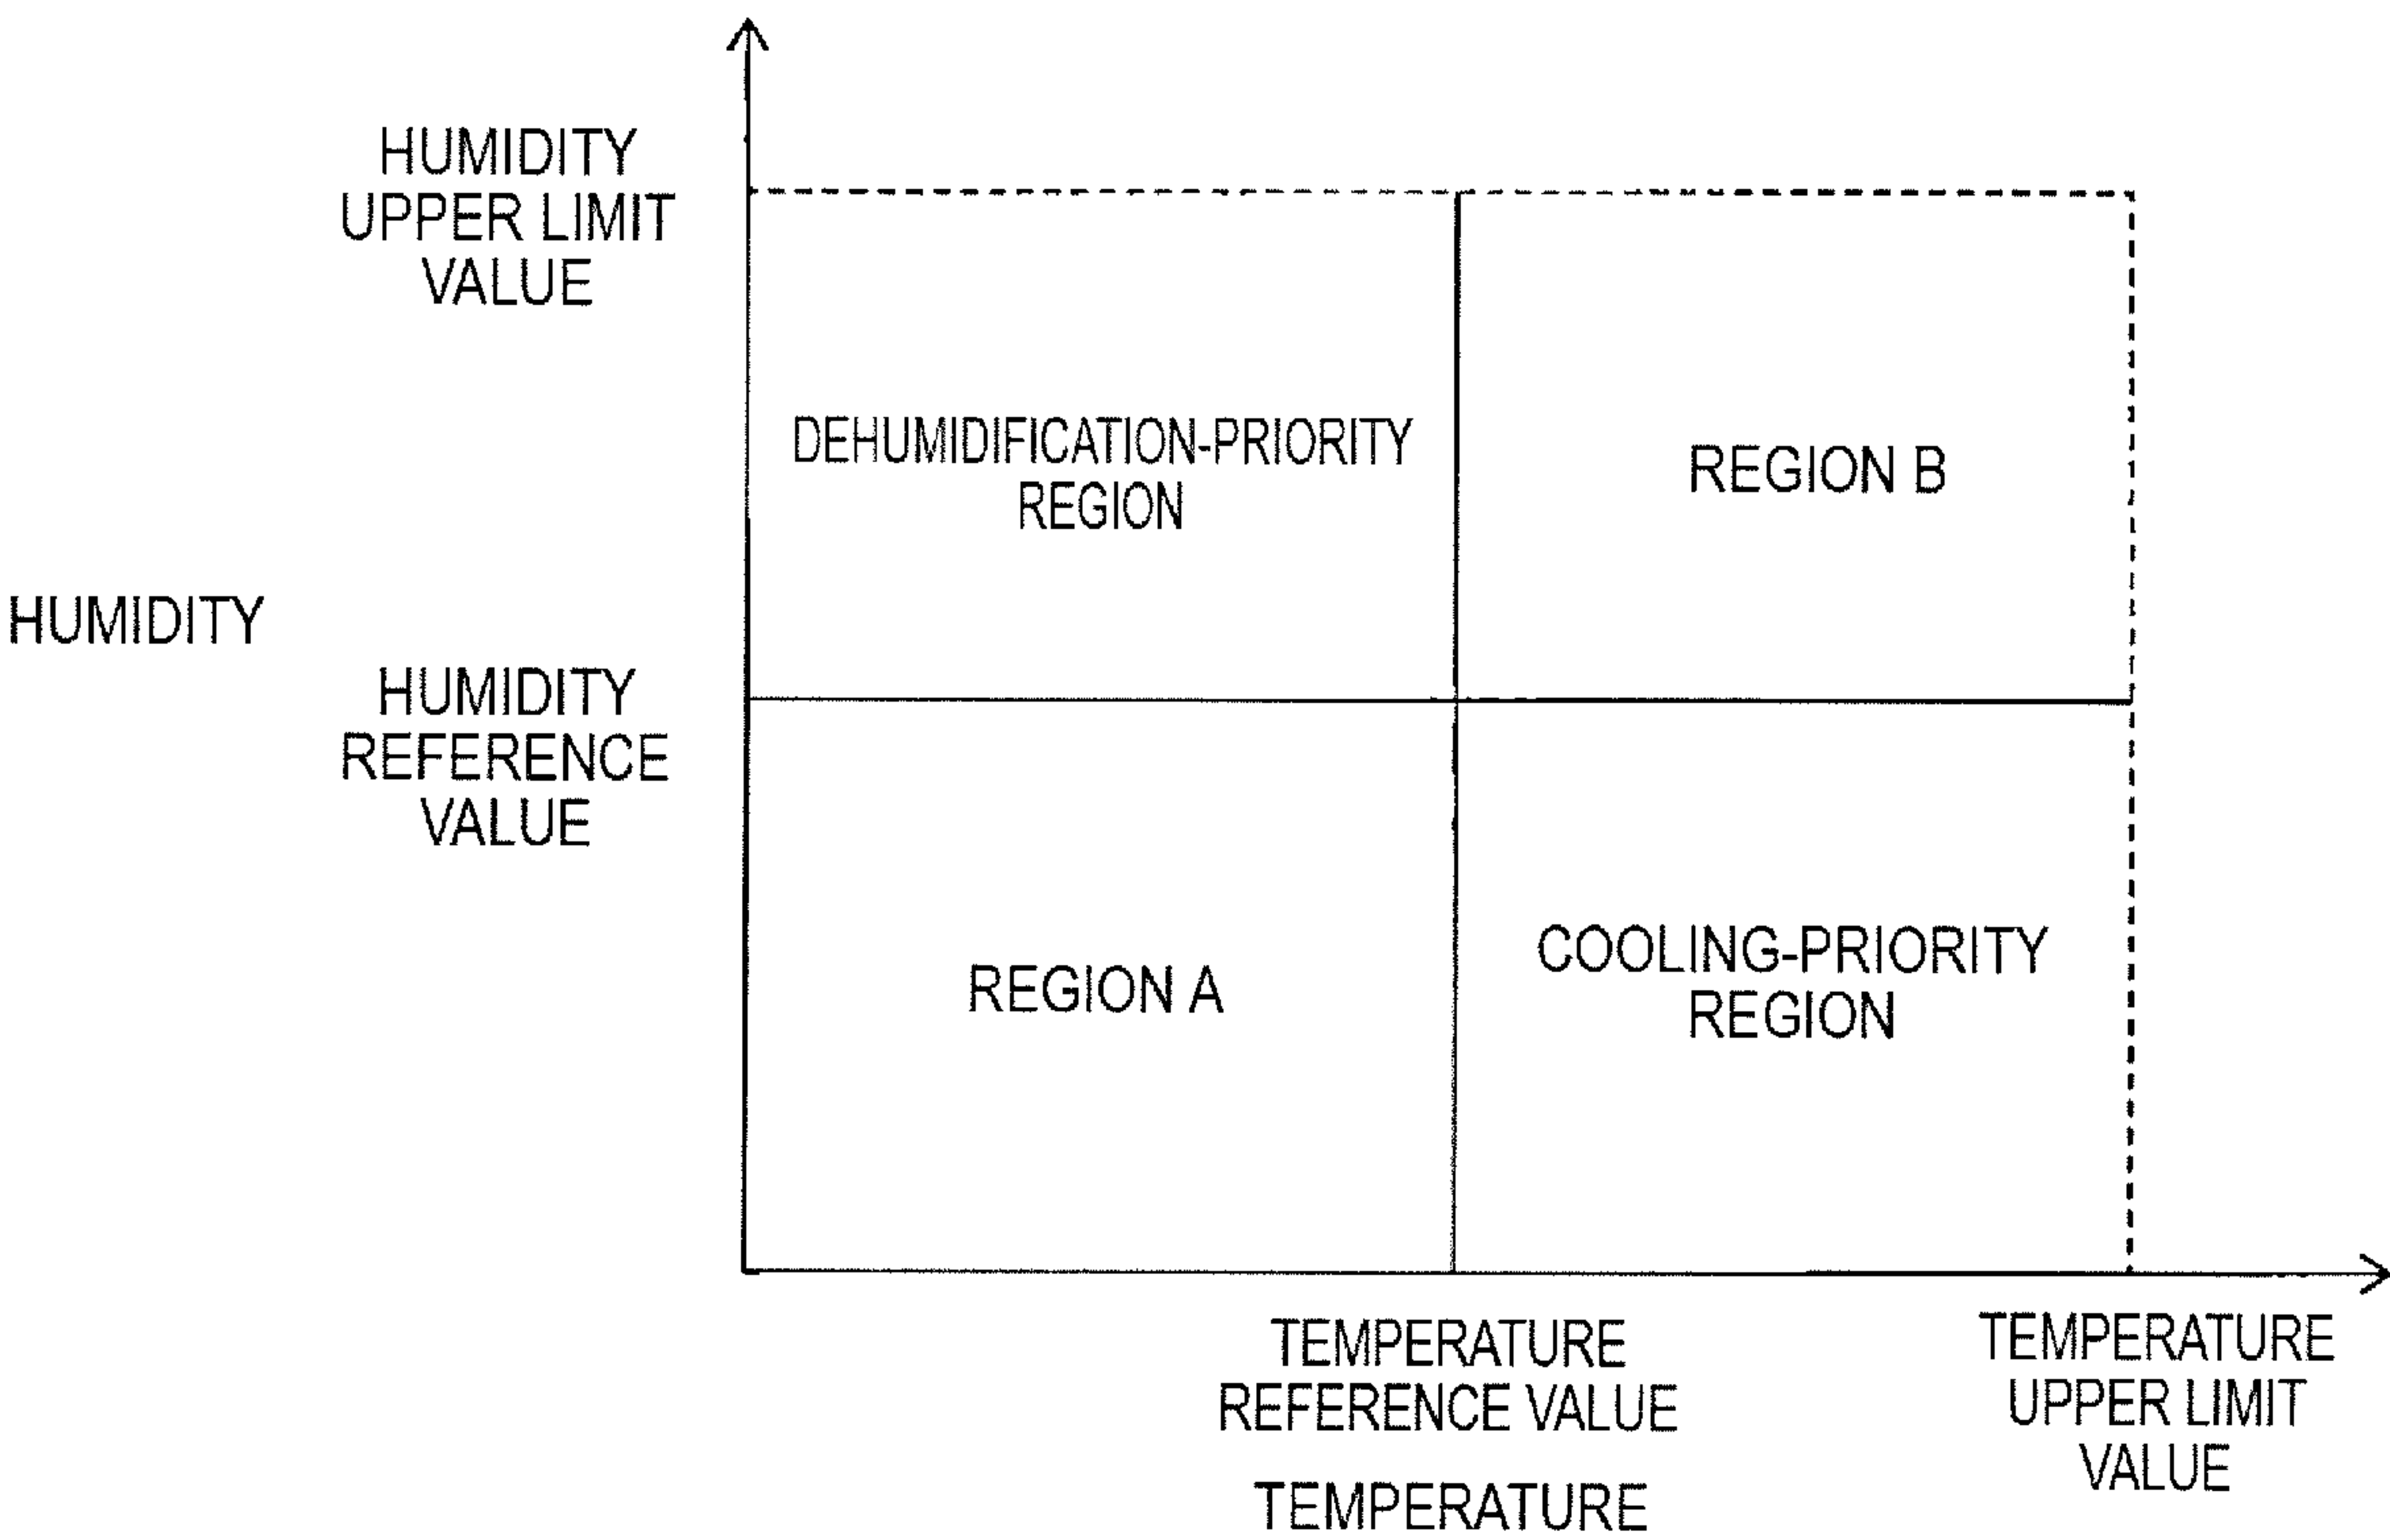 HUMIDITY
UPPER LIMIT
VALUE
DEHUMIDIFICATION-PRIORITY
REGION
REGION B
HUMIDITY
HUMIDITY
REFERENCE
VALUE
REGION A
COOLING-PRIORITY
REGION
TEMPERATURE
REFERENCE VALUE
TEMPERATURE
UPPER LIMIT
VALUE
TEMPERATURE